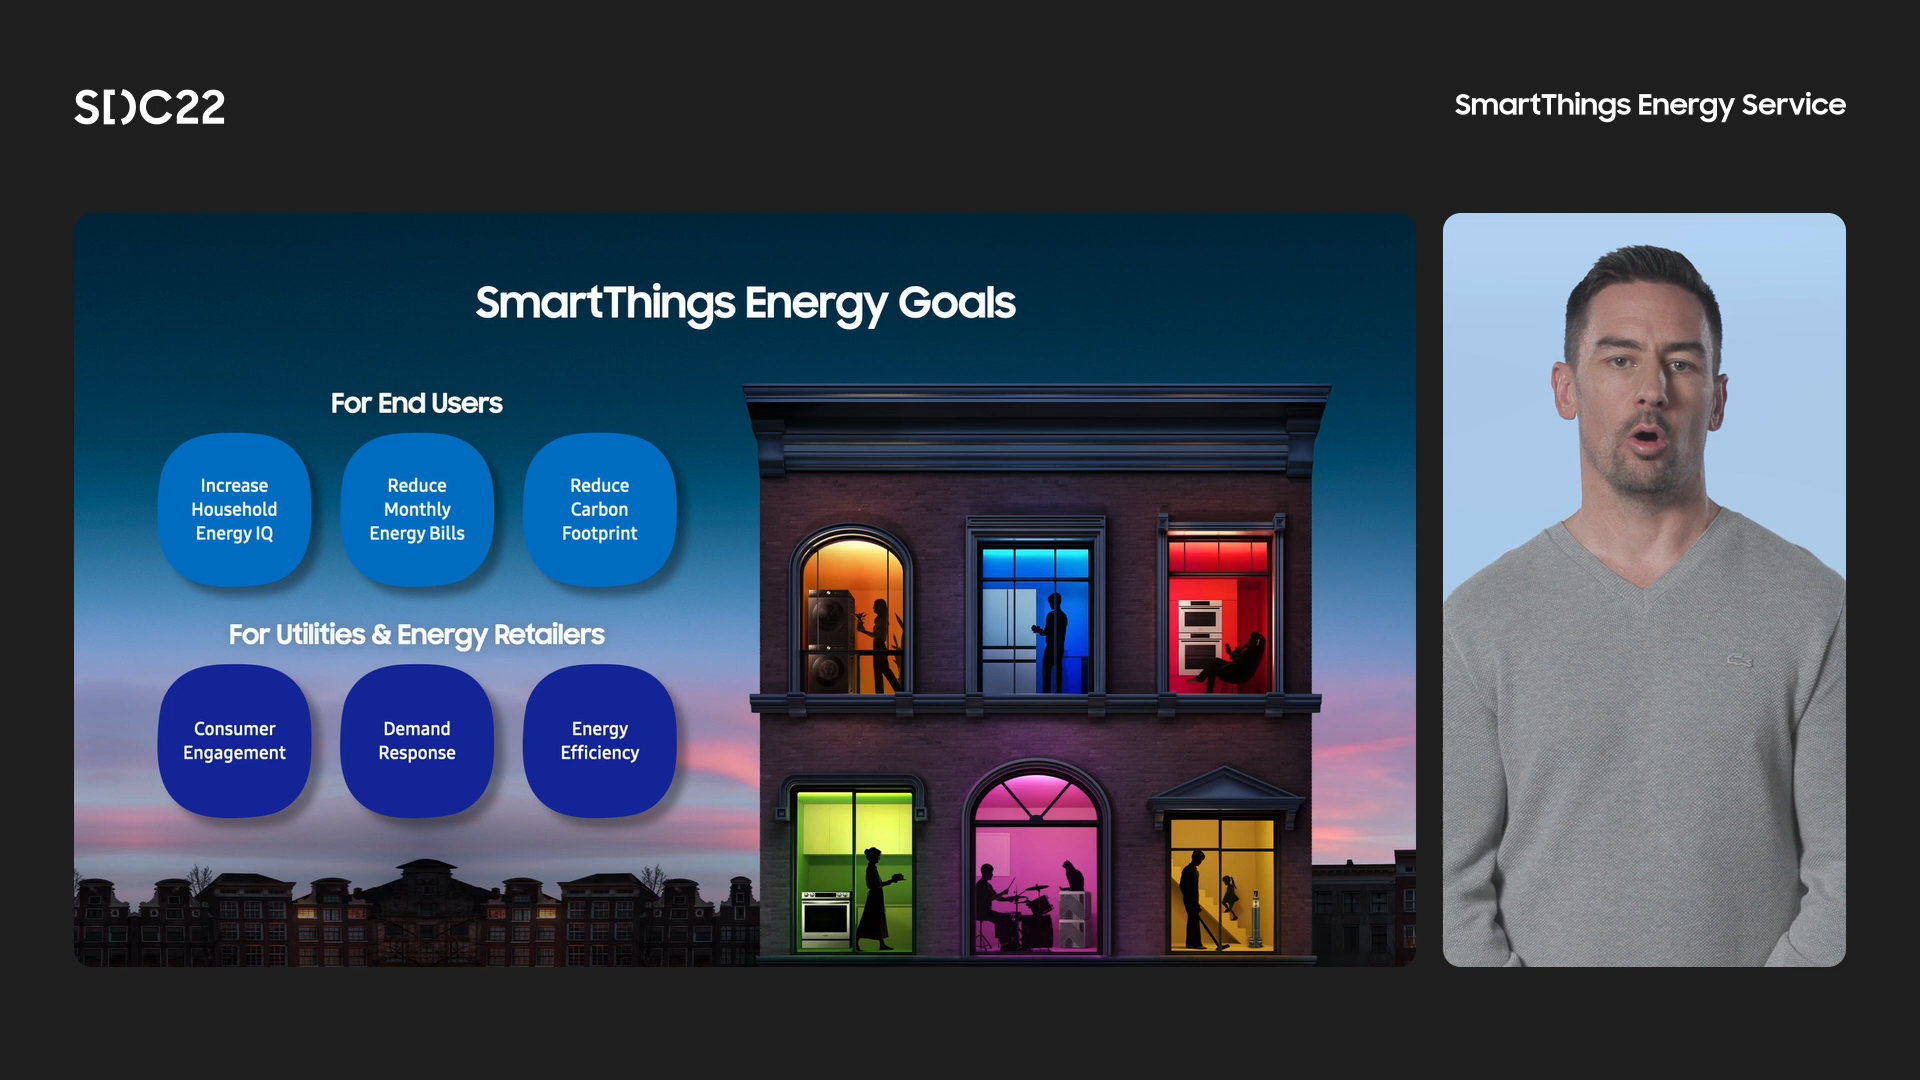 SDC22
SmartThings Energy Service
SmartThings Energy Goals
For End Users
Increase
Household
Energy IQ
Reduce
Monthly
Energy Bills
Reduce
Carbon
Footprint
For Utilities & Energy Retailers
Consumer
Engagement
Demand
Response
Energy
Efficiency